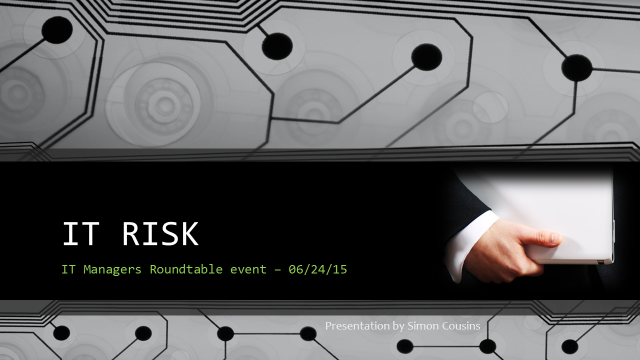 IT RISK
IT Managers Roundtable event – 06/24/15
Presentation by Simon Cousins